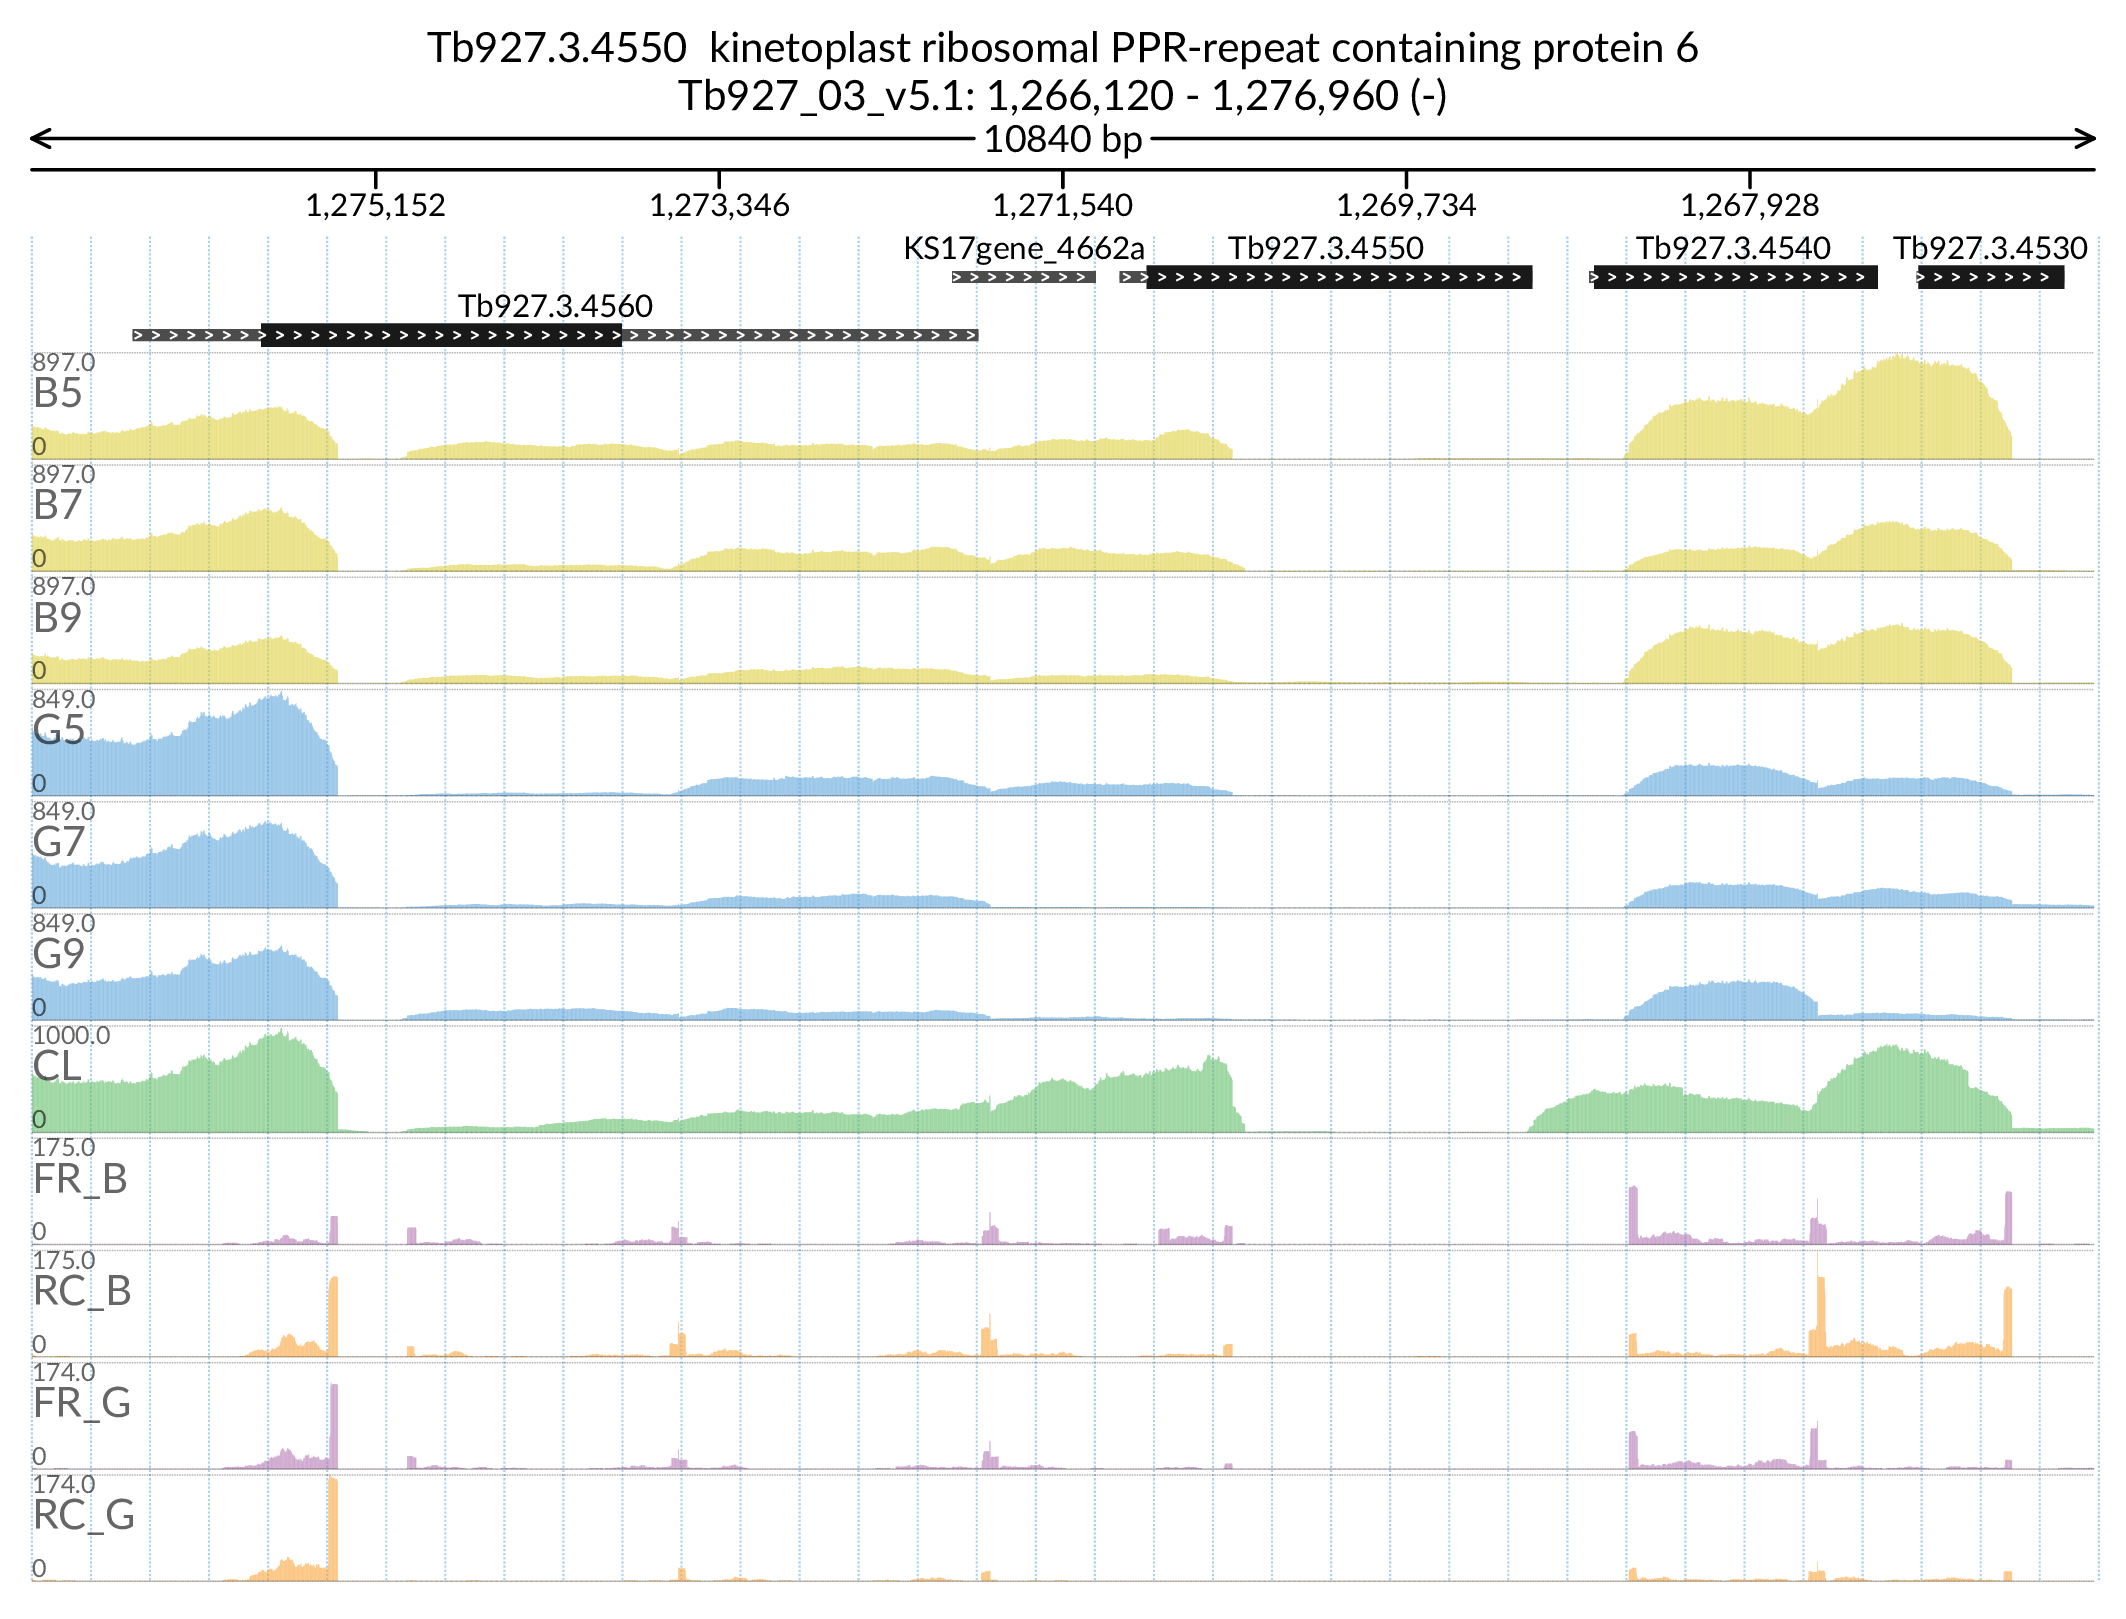 Tb927.3.4550  kinetoplast ribosomal PPR-repeat containing protein 6
Tb927_03_v5.1: 1,266,120 - 1,276,960 (-)
10840 bp
1,275,152 1,273,346 1,271,540 1,269,734 1,267,928
KS17gene_4662a Tb927.3.4550 Tb927.3.4540 Tb927.3.4530
Tb927.3.4560
897.0
B5
0
897.0
B7
0
897.0
B9
0
849.0
G5
0
849.0
G7
0
849.0
G9
0
1000.0
CL
0
175.0
FR_B
0
175.0
RC_B
0
174.0
FR_G
0
174.0
RC_G
0